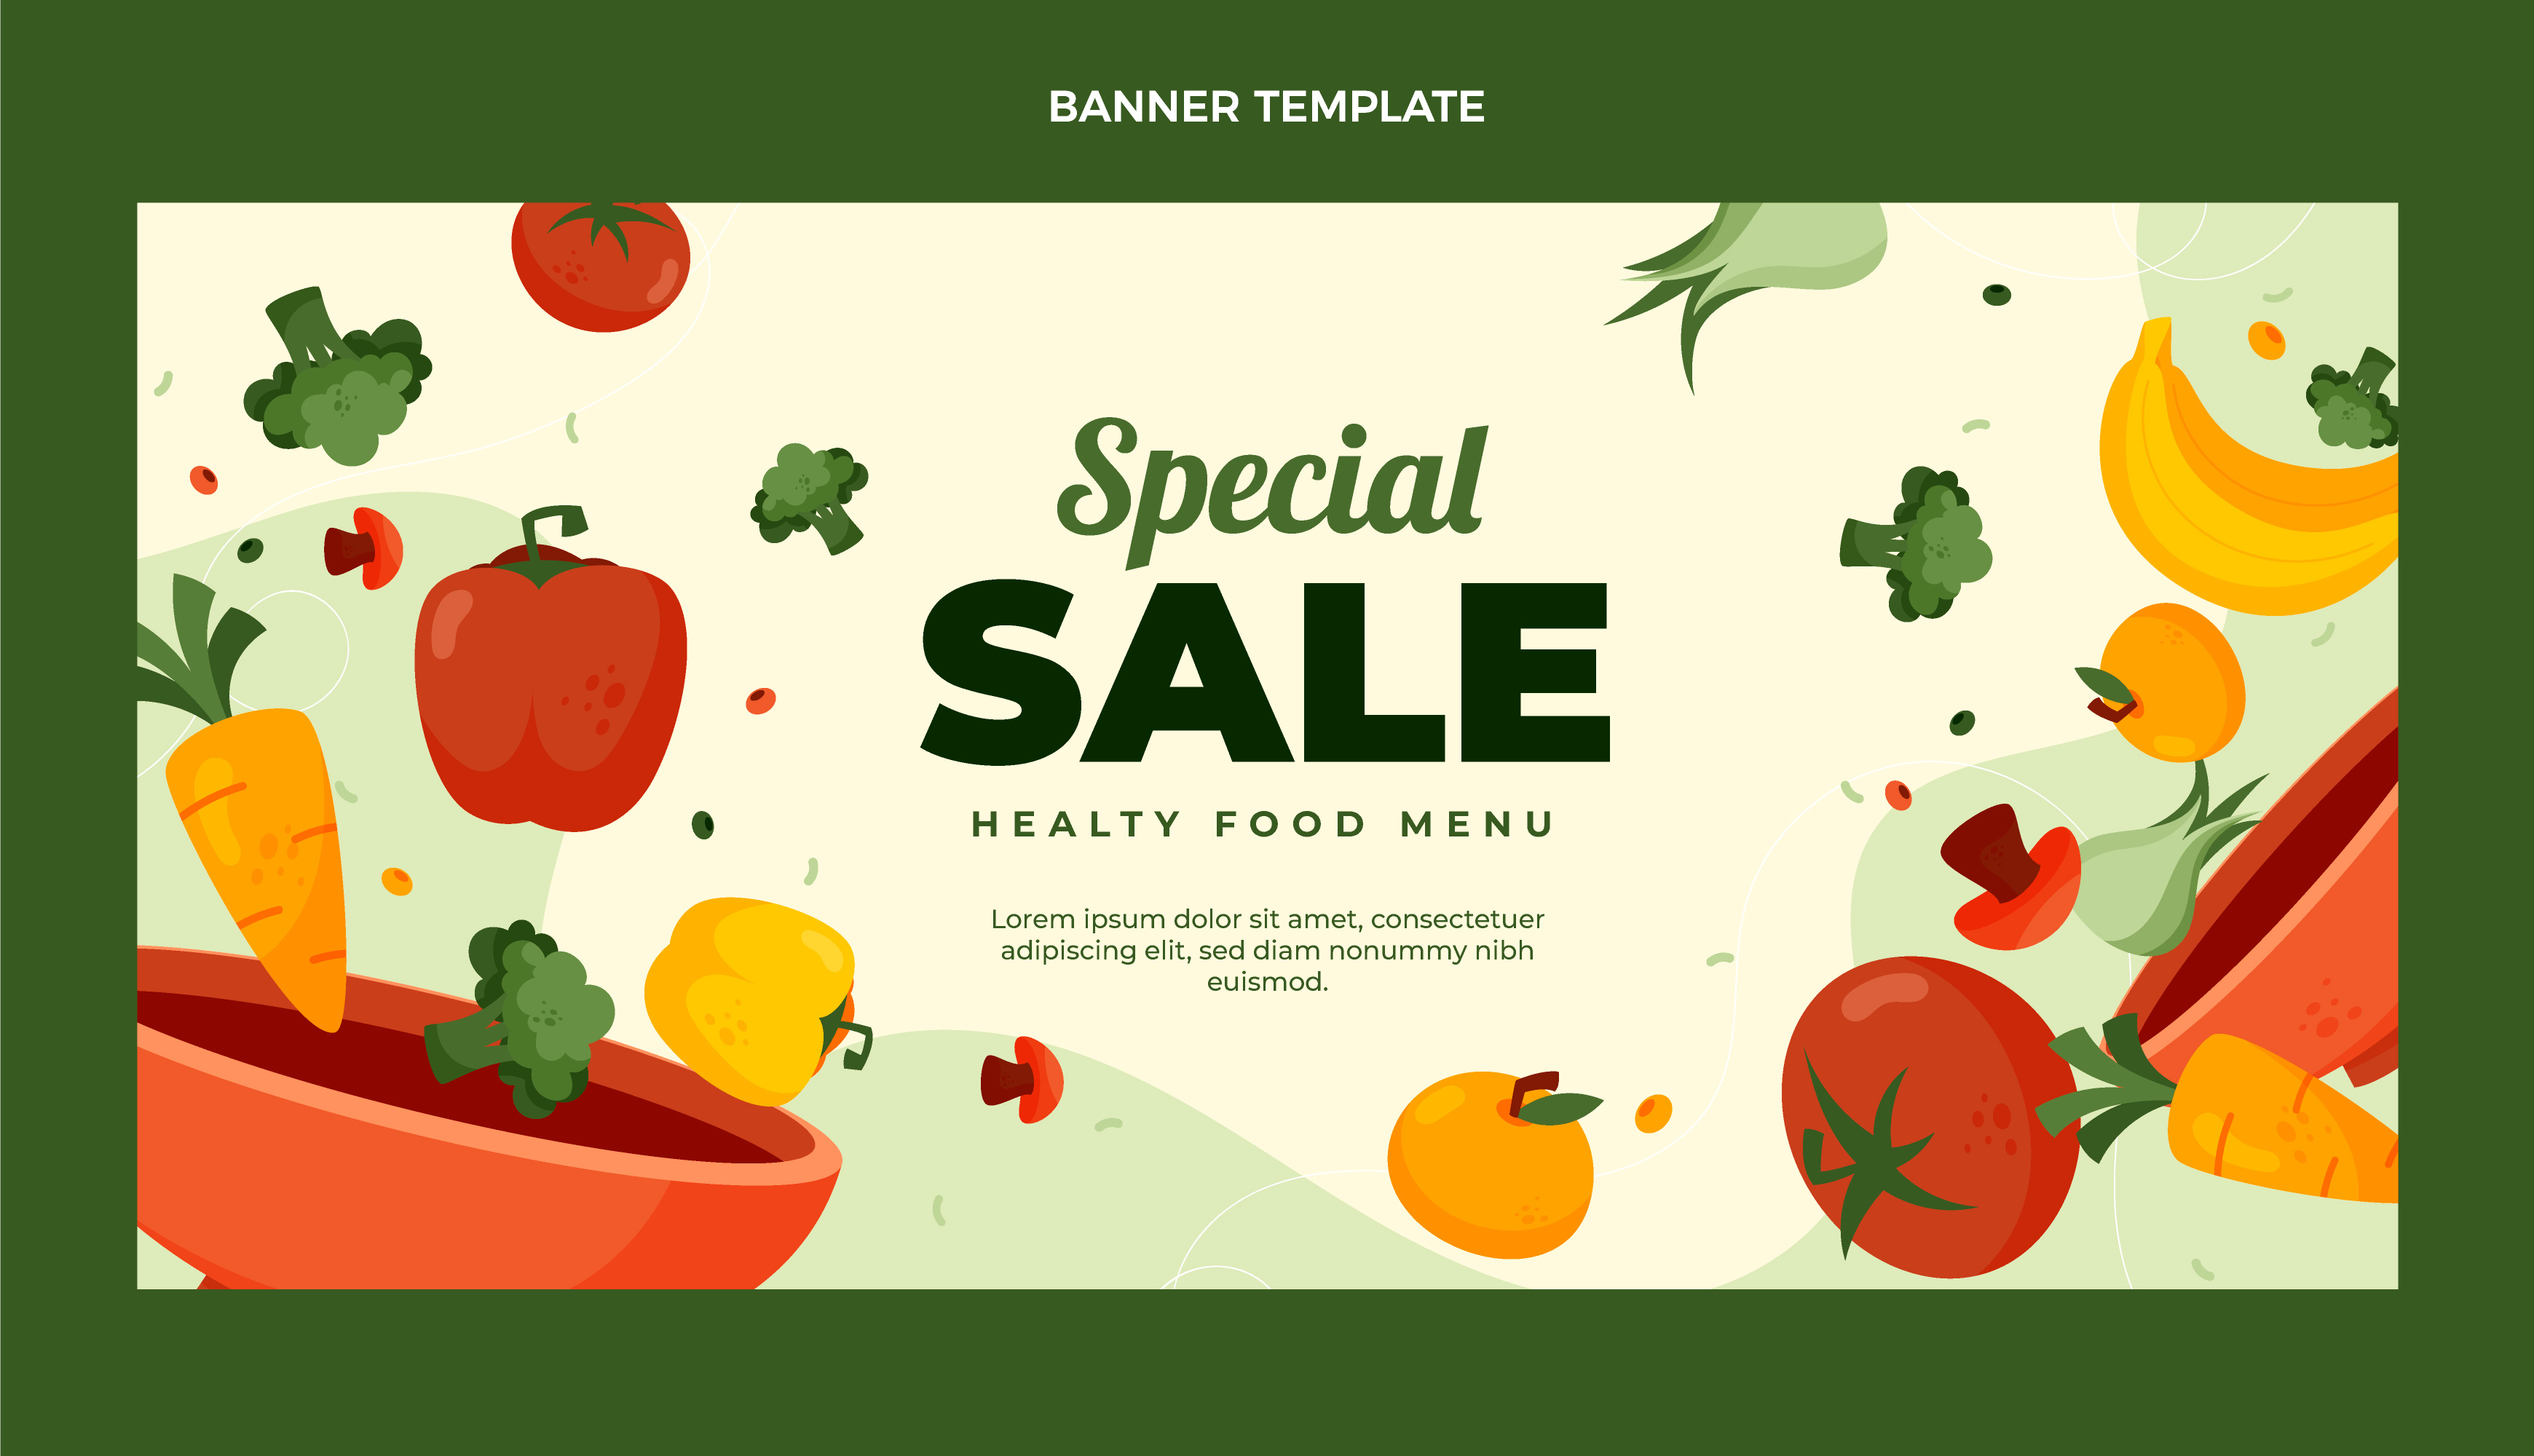 BANNER TEMPLATE
Special
SALE
HEALTY FOOD MENU
Lorem ipsum dolor sit amet, consectetuer
adipiscing elit, sed diam nonummy nibh
euismod.